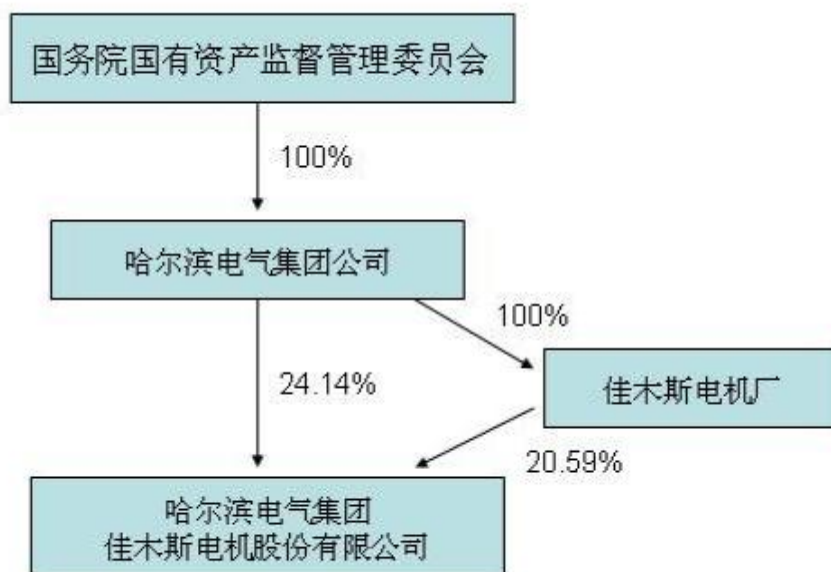 国务院国有资产监督管理委员会
100%
哈尔滨电气集团公司
100%
24.14%
佳木斯电机厂
20.59%
哈尔滨电气集团
佳木斯电机股份有限公司